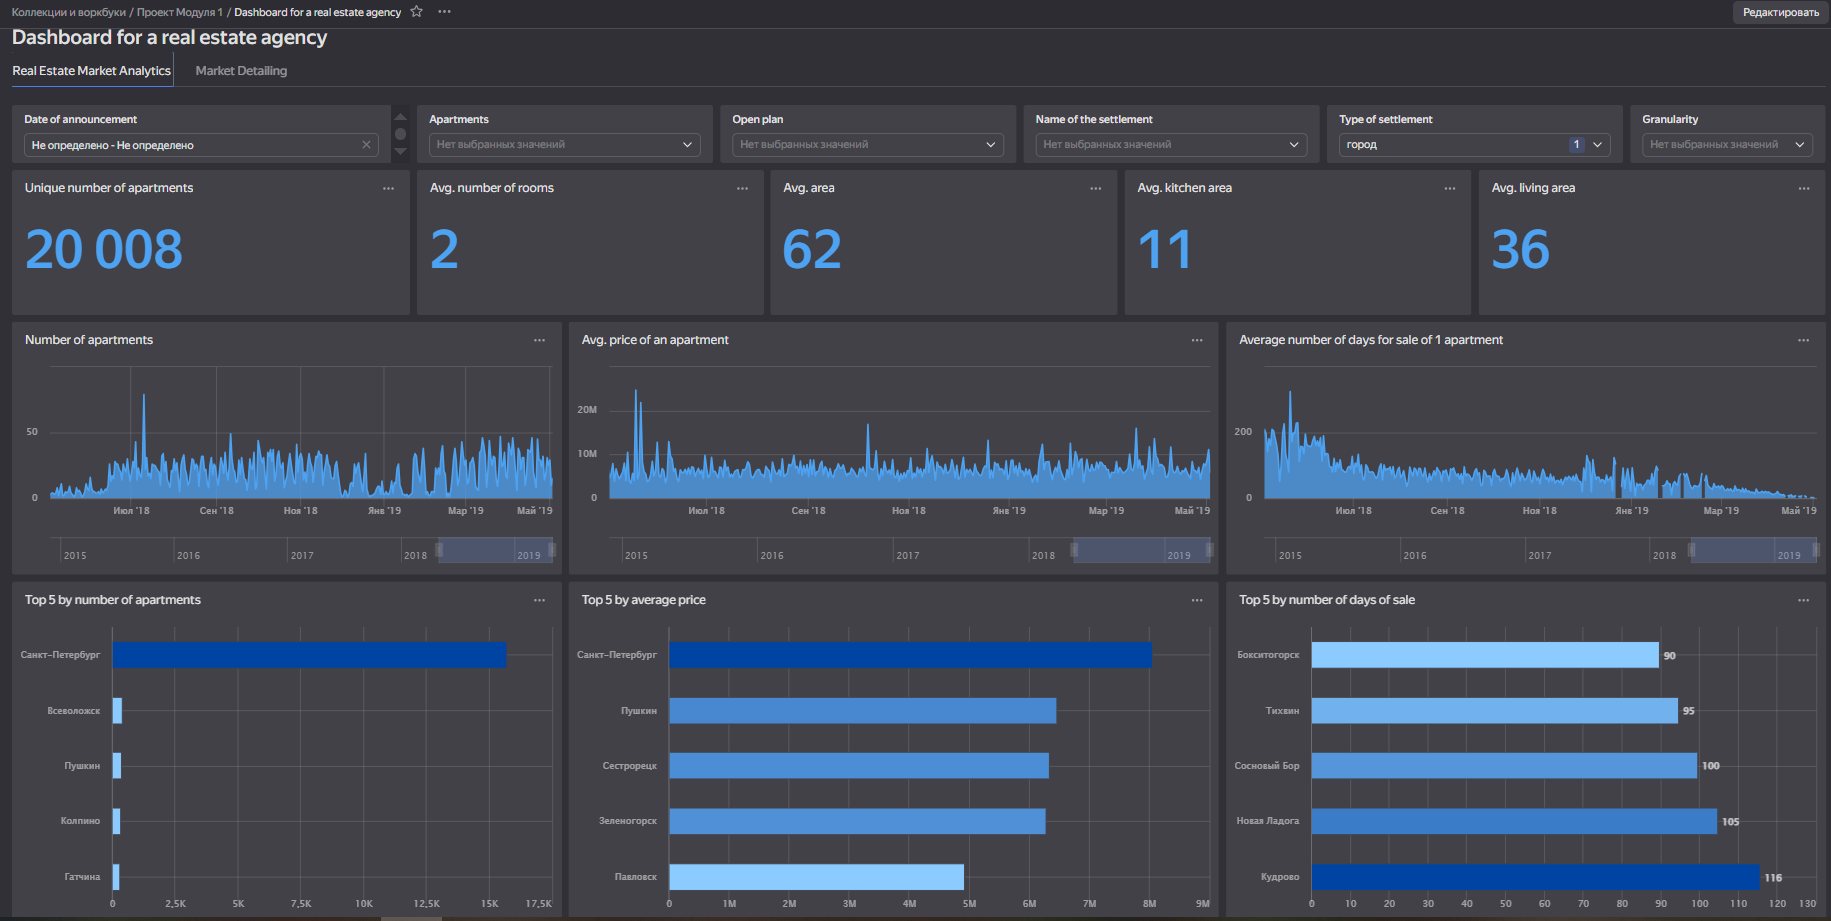 Коллекции и воркбуки / Проект Модуля 1 / Dashboard for a real estate agency
Редактировать
Dashboard for a real estate agency
Real Estate Market Analytics
Market Detailing
Date of announcement
Не определено - Не определено
Apartments
Нет выбранных значений
Open plan
Нет выбранных значений
Name of the settlement
Нет выбранных значений
Type of settlement
город 1
Granularity
Нет выбранных значений
Unique number of apartments
20 008
Avg. number of rooms
2
Avg. area
62
Avg. kitchen area
11
Avg. living area
36
Number of apartments
50
0
Июл '18 Сен '18 Ноя '18 Янв '19 Мар '19 Май '19
2015 2016 2017 2018 2019
Avg. price of an apartment
20M
10M
0
Июл '18 Сен '18 Ноя '18 Янв '19 Мар '19 Май '19
2015 2016 2017 2018 2019
Average number of days for sale of 1 apartment
200
0
Июл '18 Сен '18 Ноя '18 Янв '19 Мар '19 Май '19
2015 2016 2017 2018 2019
Top 5 by number of apartments
Санкт-Петербург
Всеволожск
Пушкин
Колпино
Гатчина
0 2,5K 5K 7,5K 10K 12,5K 15K 17,5K
Top 5 by average price
Санкт-Петербург
Пушкин
Сестрорецк
Зеленогорск
Павловск
0 1M 2M 3M 4M 5M 6M 7M 8M 9M
Top 5 by number of days of sale
Бокситогорск 90
Тихвин 95
Сосновый Бор 100
Новая Ладога 105
Кудрово 116
0 10 20 30 40 50 60 70 80 90 100 110 120 130